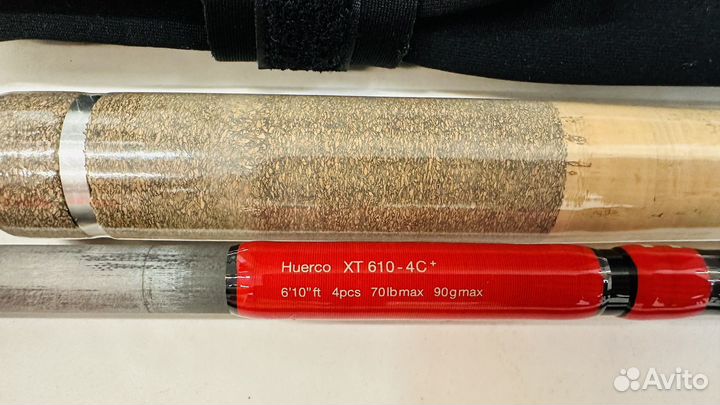 Huerco XT 610-4C+
6'10"ft 4pcs 70lbmax 90gmax
Avito